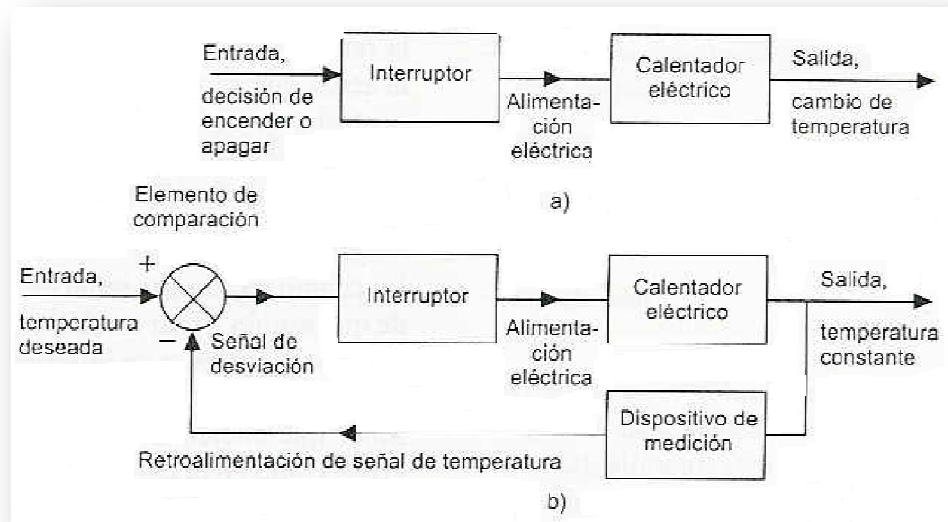 Entrada,
decisión de
encender o
apagar
Interruptor
Alimenta-
ción
eléctrica
Calentador
eléctrico
Salida,
cambio de
temperatura
a)
Elemento de
comparación
Entrada,
temperatura
deseada
+
−
Señal de
desviación
Interruptor
Alimenta-
ción
eléctrica
Calentador
eléctrico
Salida,
temperatura
constante
Dispositivo de
medición
Retroalimentación de señal de temperatura
b)